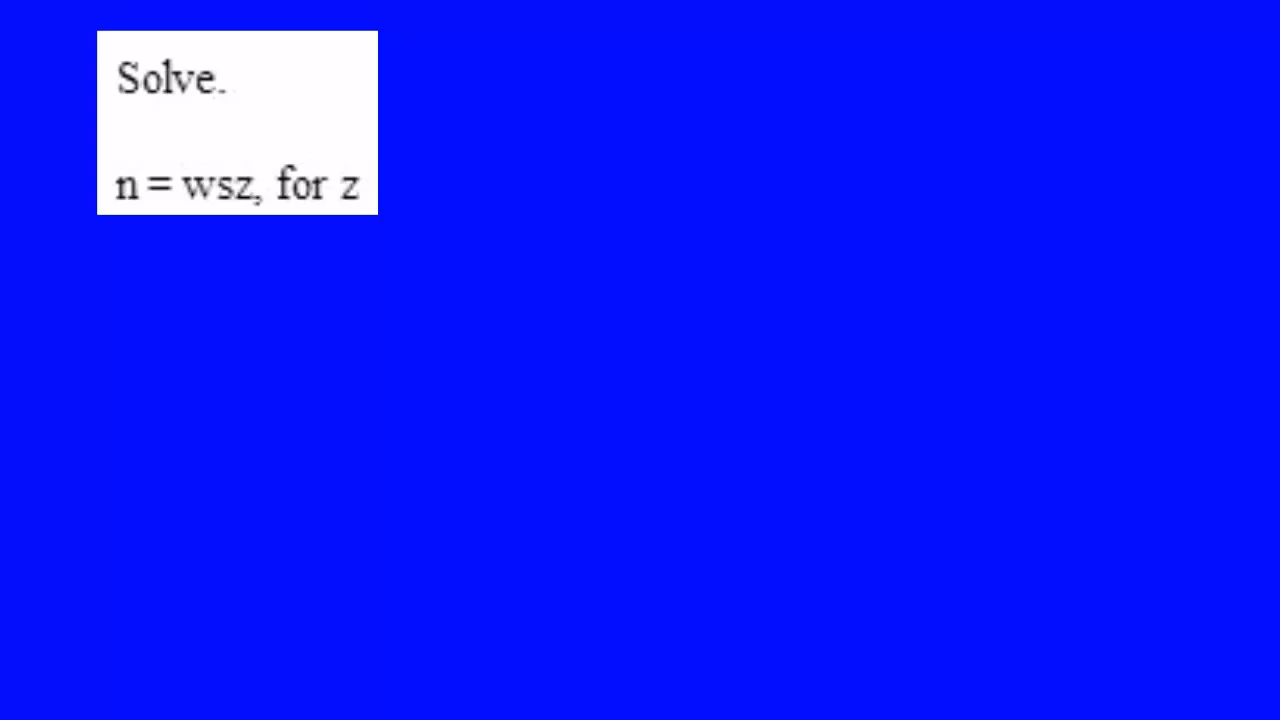 Solve.
n = wsz, for z